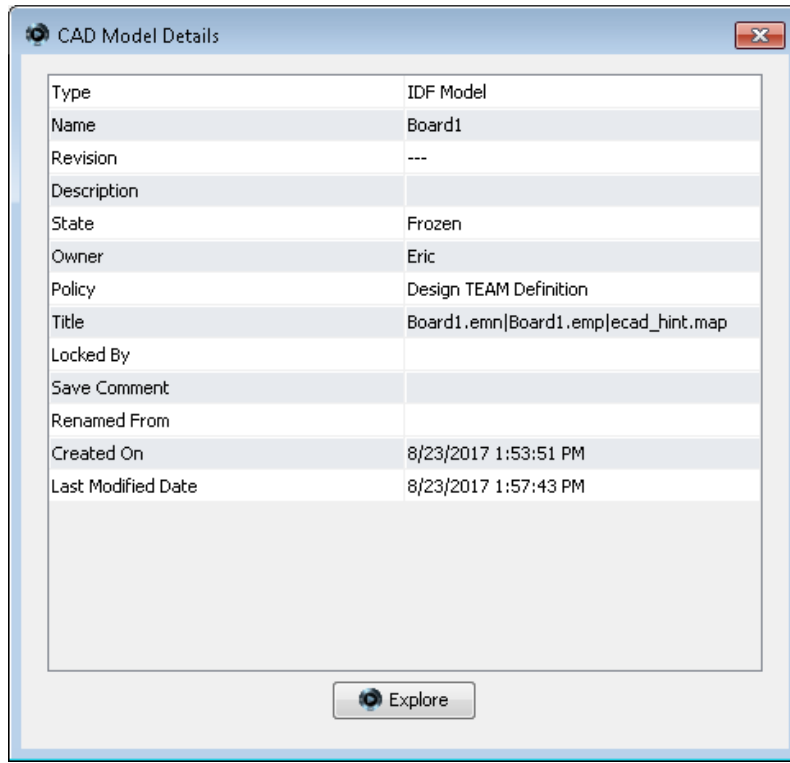 CAD Model Details
Type IDF Model
Name Board1
Revision ---
Description
State Frozen
Owner Eric
Policy Design TEAM Definition
Title Board1.emn|Board1.emp|ecad_hint.map
Locked By
Save Comment
Renamed From
Created On 8/23/2017 1:53:51 PM
Last Modified Date 8/23/2017 1:57:43 PM
Explore